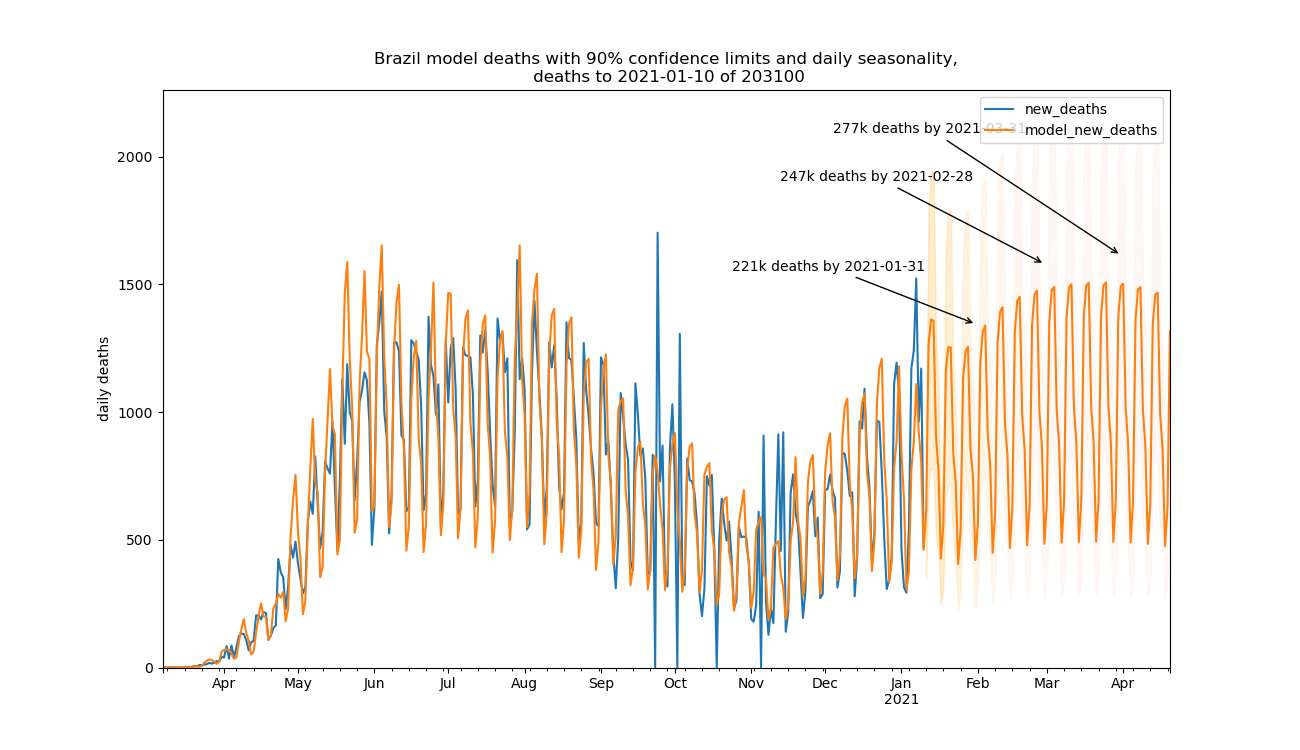 Brazil model deaths with 90% confidence limits and daily seasonality,
deaths to 2021-01-10 of 203100
new_deaths
model_new_deaths
277k deaths by 2021-03-31
247k deaths by 2021-02-28
221k deaths by 2021-01-31
daily deaths
2000
1500
1000
500
0
Apr May Jun Jul Aug Sep Oct Nov Dec Jan Feb Mar Apr
2021